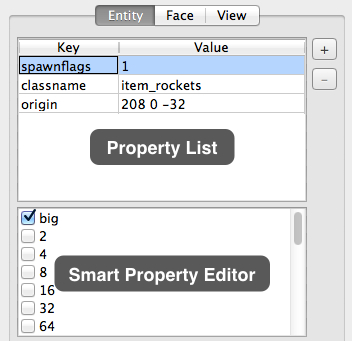 Entity Face View
Key Value
spawnflags 1
classname item_rockets
origin 208 0 -32
+
-
Property List
big
2
4
8
16
32
64
Smart Property Editor